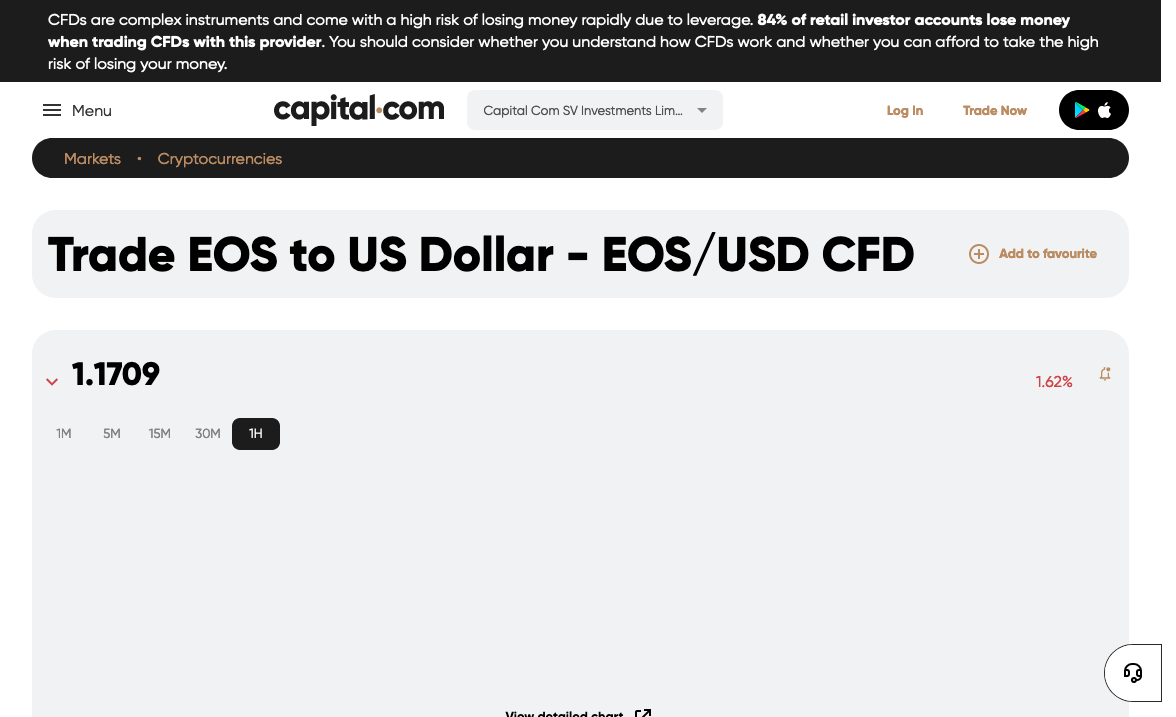 CFDs are complex instruments and come with a high risk of losing money rapidly due to leverage. 84% of retail investor accounts lose money
when trading CFDs with this provider. You should consider whether you understand how CFDs work and whether you can afford to take the high
risk of losing your money.
Menu
capital.com
Capital Com SV Investments Lim...
Log In
Trade Now
Markets • Cryptocurrencies
Trade EOS to US Dollar - EOS/USD CFD
Add to favourite
1.1709
1.62%
1M 5M 15M 30M 1H
View detailed chart